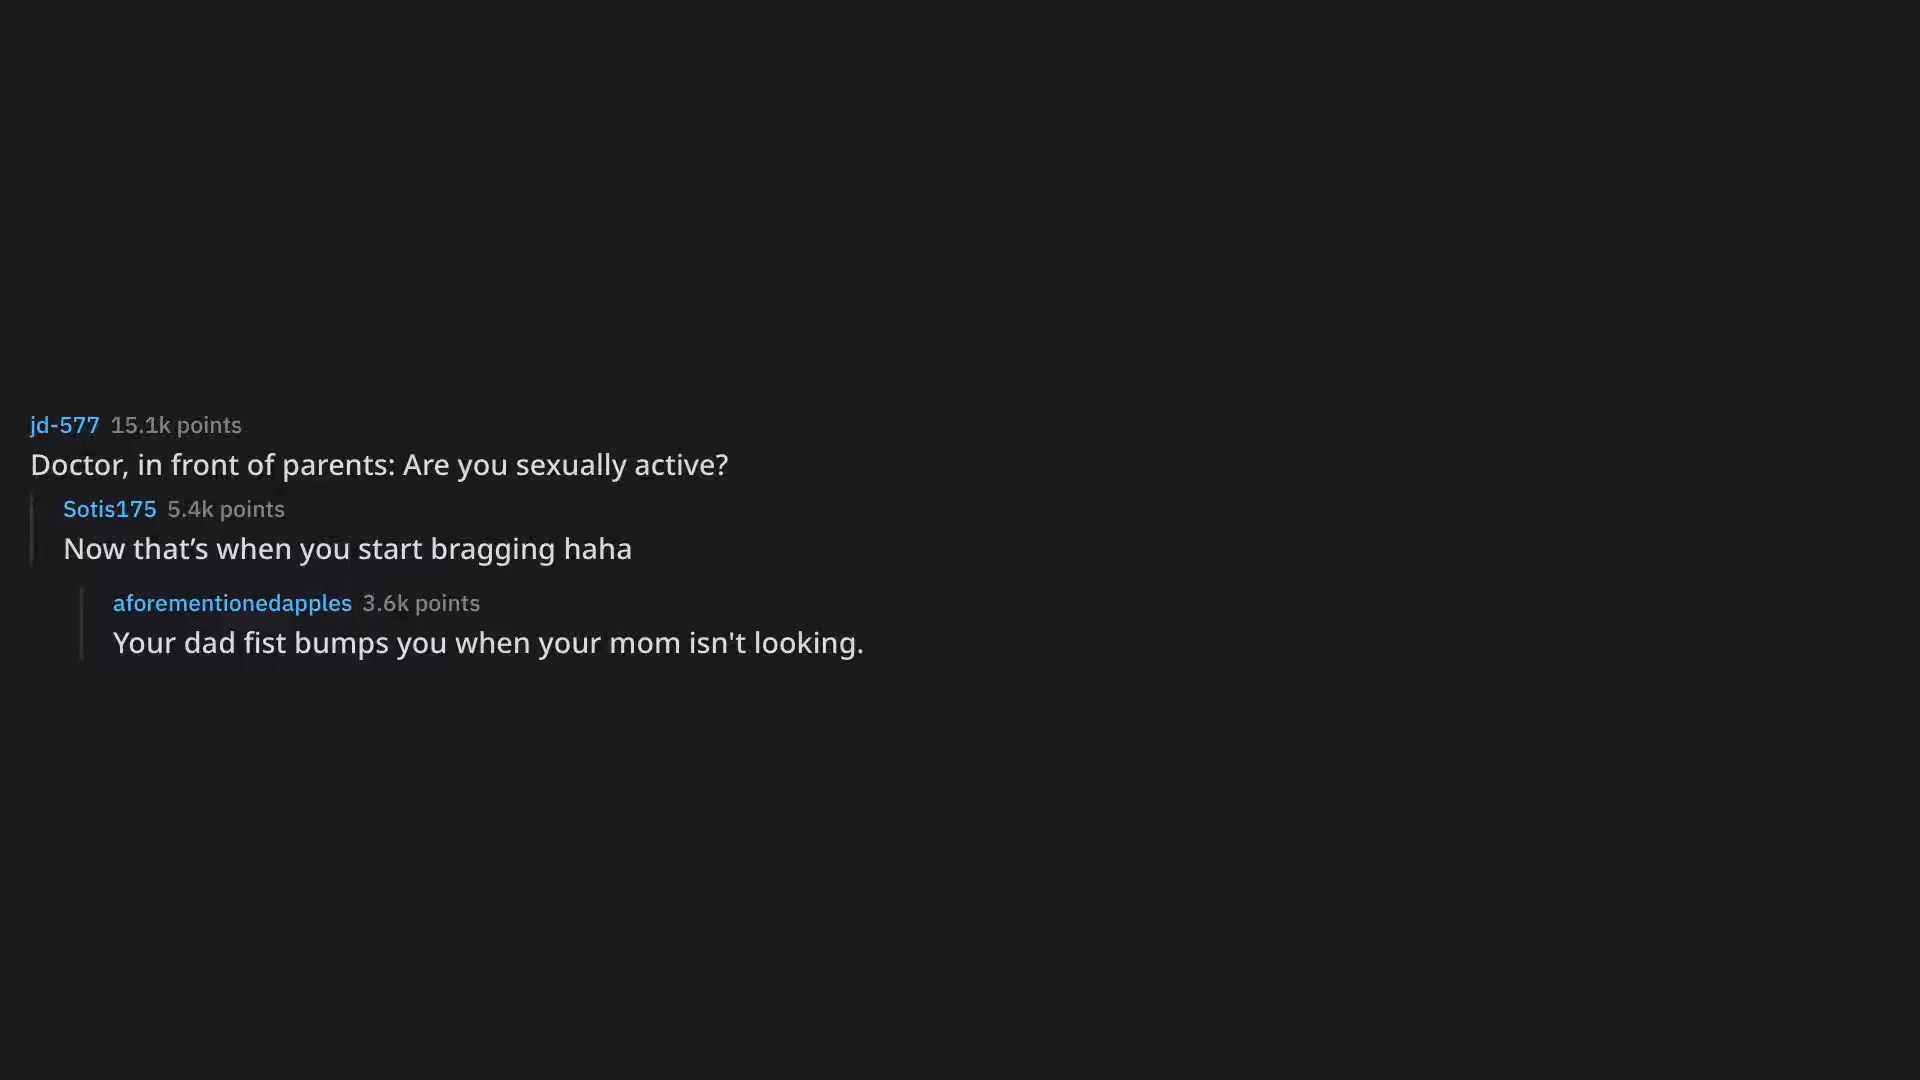 jd-577 15.1k points
Doctor, in front of parents: Are you sexually active?
Sotis175 5.4k points
Now that’s when you start bragging haha
aforementionedapples 3.6k points
Your dad fist bumps you when your mom isn't looking.